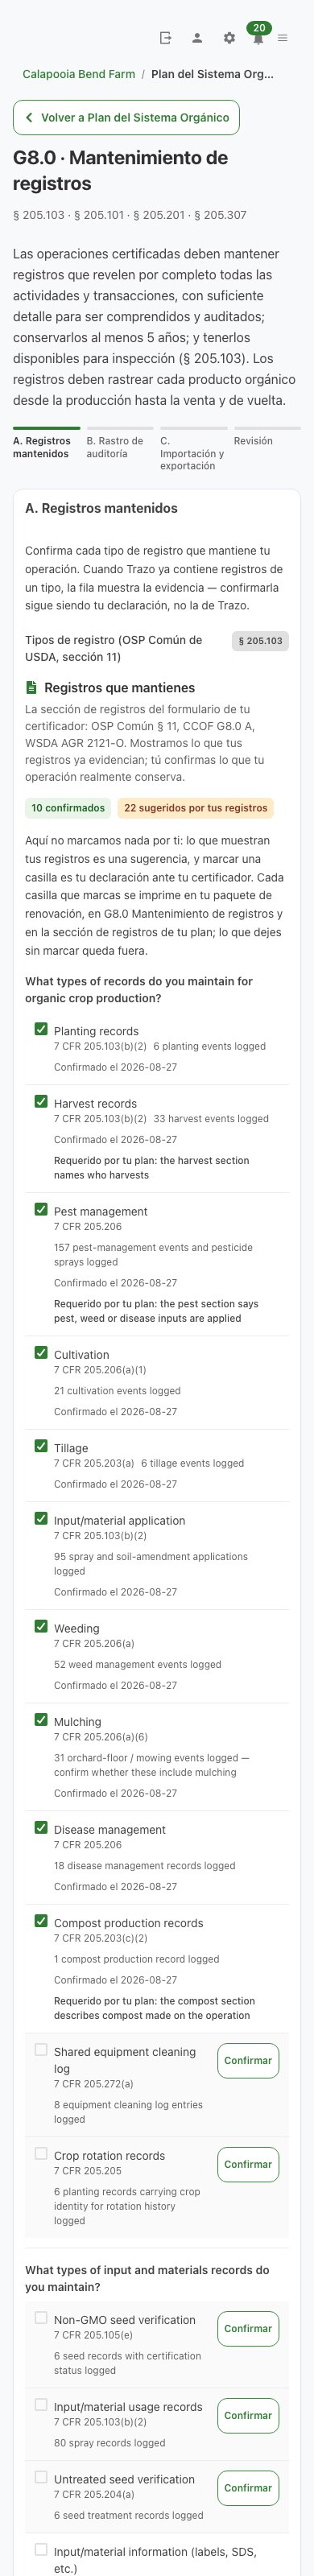 20
Calapooia Bend Farm / Plan del Sistema Org...
Volver a Plan del Sistema Orgánico
G8.0 · Mantenimiento de
registros
§ 205.103 · § 205.101 · § 205.201 · § 205.307
Las operaciones certificadas deben mantener
registros que revelen por completo todas las
actividades y transacciones, con suficiente
detalle para ser comprendidos y auditados;
conservarlos al menos 5 años; y tenerlos
disponibles para inspección (§ 205.103). Los
registros deben rastrear cada producto orgánico
desde la producción hasta la venta y de vuelta.
A. Registros
mantenidos
B. Rastro de
auditoría
C.
Importación y
exportación
Revisión
A. Registros mantenidos
Confirma cada tipo de registro que mantiene tu
operación. Cuando Trazo ya contiene registros de
un tipo, la fila muestra la evidencia — confirmarla
sigue siendo tu declaración, no la de Trazo.
Tipos de registro (OSP Común de
USDA, sección 11)
§ 205.103
Registros que mantienes
La sección de registros del formulario de tu
certificador: OSP Común § 11, CCOF G8.0 A,
WSDA AGR 2121-O. Mostramos lo que tus
registros ya evidencian; tú confirmas lo que tu
operación realmente conserva.
10 confirmados
22 sugeridos por tus registros
Aquí no marcamos nada por ti: lo que muestran
tus registros es una sugerencia, y marcar una
casilla es tu declaración ante tu certificador. Cada
casilla que marcas se imprime en tu paquete de
renovación, en G8.0 Mantenimiento de registros y
en la sección de registros de tu plan; lo que dejes
sin marcar queda fuera.
What types of records do you maintain for
organic crop production?
Planting records
7 CFR 205.103(b)(2) 6 planting events logged
Confirmado el 2026-08-27
Harvest records
7 CFR 205.103(b)(2) 33 harvest events logged
Confirmado el 2026-08-27
Requerido por tu plan: the harvest section
names who harvests
Pest management
7 CFR 205.206
157 pest-management events and pesticide
sprays logged
Confirmado el 2026-08-27
Requerido por tu plan: the pest section says
pest, weed or disease inputs are applied
Cultivation
7 CFR 205.206(a)(1)
21 cultivation events logged
Confirmado el 2026-08-27
Tillage
7 CFR 205.203(a) 6 tillage events logged
Confirmado el 2026-08-27
Input/material application
7 CFR 205.103(b)(2)
95 spray and soil-amendment applications
logged
Confirmado el 2026-08-27
Weeding
7 CFR 205.206(a)
52 weed management events logged
Confirmado el 2026-08-27
Mulching
7 CFR 205.206(a)(6)
31 orchard-floor / mowing events logged —
confirm whether these include mulching
Confirmado el 2026-08-27
Disease management
7 CFR 205.206
18 disease management records logged
Confirmado el 2026-08-27
Compost production records
7 CFR 205.203(c)(2)
1 compost production record logged
Confirmado el 2026-08-27
Requerido por tu plan: the compost section
describes compost made on the operation
Shared equipment cleaning
log
7 CFR 205.272(a)
8 equipment cleaning log entries
logged
Confirmar
Crop rotation records
7 CFR 205.205
6 planting records carrying crop
identity for rotation history
logged
Confirmar
What types of input and materials records do
you maintain?
Non-GMO seed verification
7 CFR 205.105(e)
6 seed records with certification
status logged
Confirmar
Input/material usage records
7 CFR 205.103(b)(2)
80 spray records logged
Confirmar
Untreated seed verification
7 CFR 205.204(a)
6 seed treatment records logged
Confirmar
Input/material information (labels, SDS,
etc.)